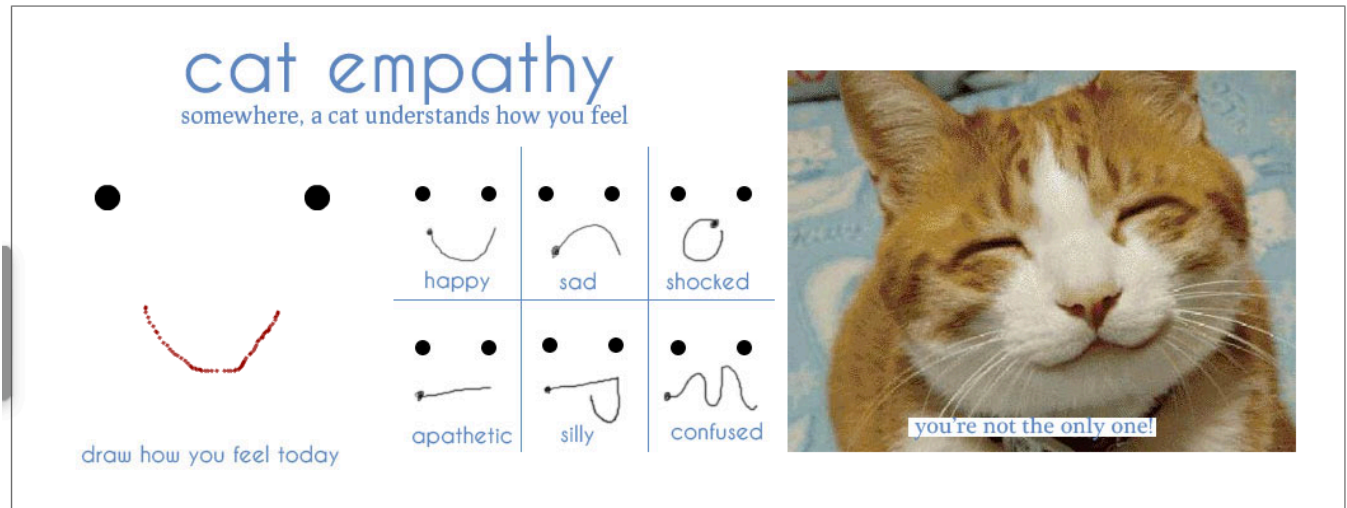 cat empathy
somewhere, a cat understands how you feel
happy
sad
shocked
apathetic
silly
confused
draw how you feel today
you're not the only one!